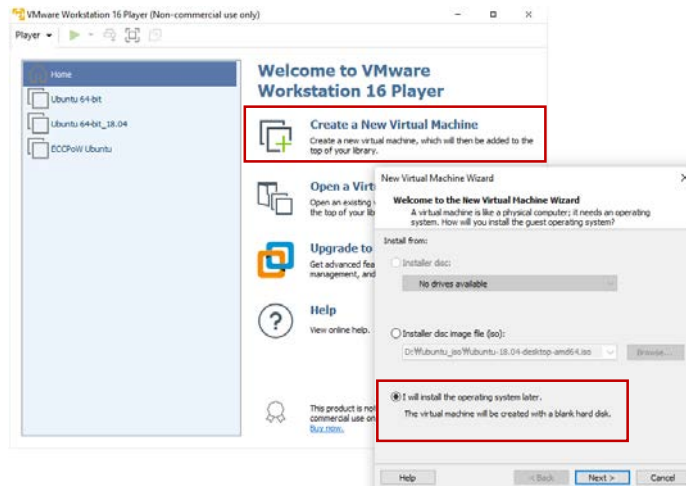 VMware Workstation 16 Player (Non-commercial use only)
Player
Home
Ubuntu 64-bit
Ubuntu 64-bit_18.04
ECCPoW Ubuntu
Welcome to VMware
Workstation 16 Player
Create a New Virtual Machine
Create a new virtual machine, which will then be added to the
top of your library.
Open a Virt
Open an existing
the top of your lib
Upgrade to
Get advanced fea
management, and
Help
View online help.
This product is not
commercial use on
Buy now.
New Virtual Machine Wizard
Welcome to the New Virtual Machine Wizard
A virtual machine is like a physical computer; it needs an operating
system. How will you install the guest operating system?
Install from:
Installer disc:
No drives available
Installer disc image file (iso):
D:₩ubuntu_iso₩ubuntu-18.04-desktop-amd64.iso
Browse...
I will install the operating system later.
The virtual machine will be created with a blank hard disk.
Help
< Back
Next >
Cancel